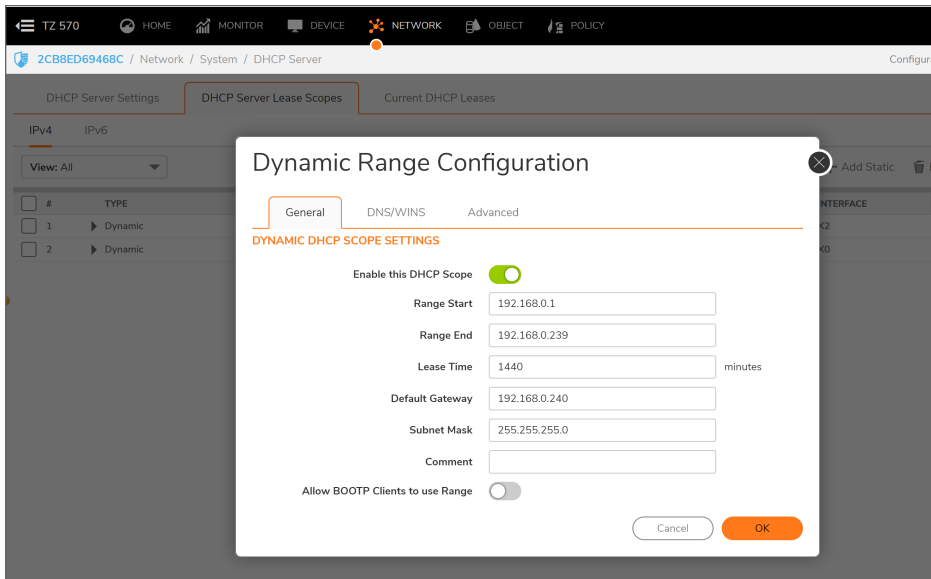 TZ 570 HOME MONITOR DEVICE NETWORK OBJECT POLICY
2CB8ED69468C / Network / System / DHCP Server Configur
DHCP Server Settings DHCP Server Lease Scopes Current DHCP Leases
IPv4 IPv6
View: All Add Static
# TYPE NTERFACE
1 Dynamic X2
2 Dynamic X0
Dynamic Range Configuration
General DNS/WINS Advanced
DYNAMIC DHCP SCOPE SETTINGS
Enable this DHCP Scope
Range Start 192.168.0.1
Range End 192.168.0.239
Lease Time 1440 minutes
Default Gateway 192.168.0.240
Subnet Mask 255.255.255.0
Comment
Allow BOOTP Clients to use Range
Cancel OK